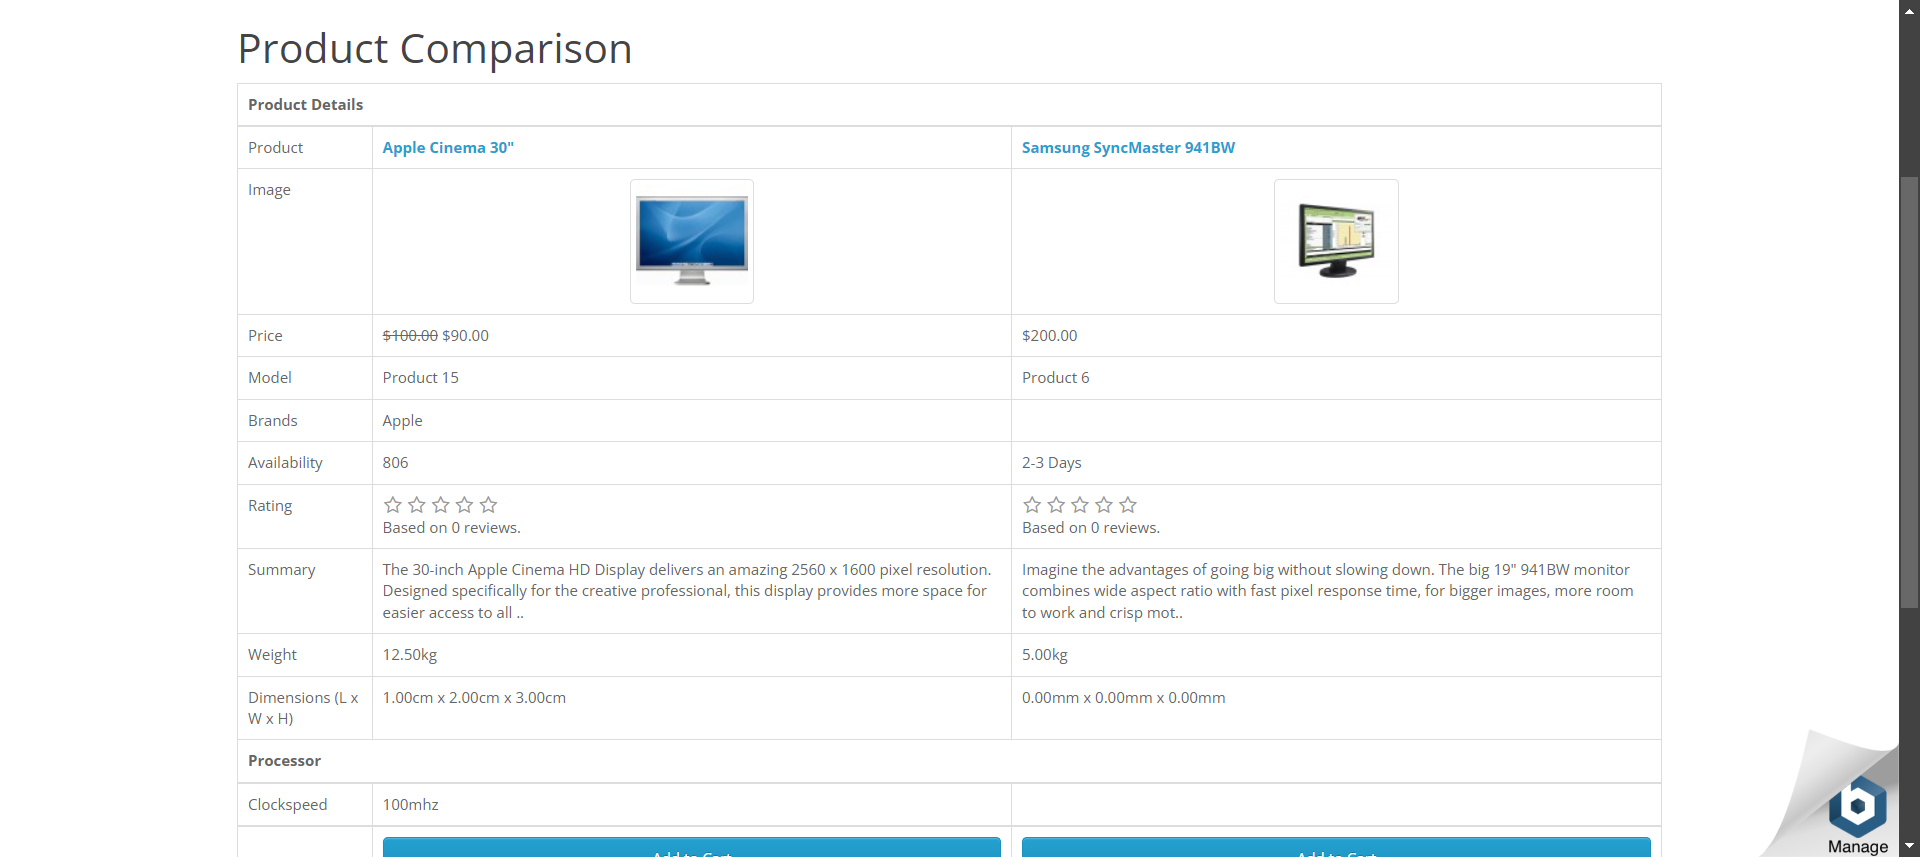 Product Comparison
Product Details
Product
Apple Cinema 30"
Samsung SyncMaster 941BW
Image
Price
$100.00 $90.00
$200.00
Model
Product 15
Product 6
Brands
Apple
Availability
806
2-3 Days
Rating
Based on 0 reviews.
Based on 0 reviews.
Summary
The 30-inch Apple Cinema HD Display delivers an amazing 2560 x 1600 pixel resolution.
Designed specifically for the creative professional, this display provides more space for
easier access to all ..
Imagine the advantages of going big without slowing down. The big 19" 941BW monitor
combines wide aspect ratio with fast pixel response time, for bigger images, more room
to work and crisp mot..
Weight
12.50kg
5.00kg
Dimensions (L x
W x H)
1.00cm x 2.00cm x 3.00cm
0.00mm x 0.00mm x 0.00mm
Processor
Clockspeed
100mhz
Add to Cart
Add to Cart
Manage